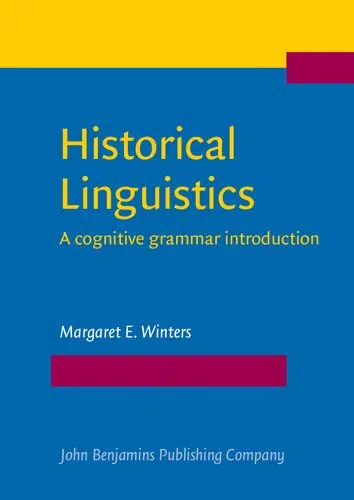 Historical
Linguistics
A cognitive grammar introduction
Margaret E. Winters
John Benjamins Publishing Company